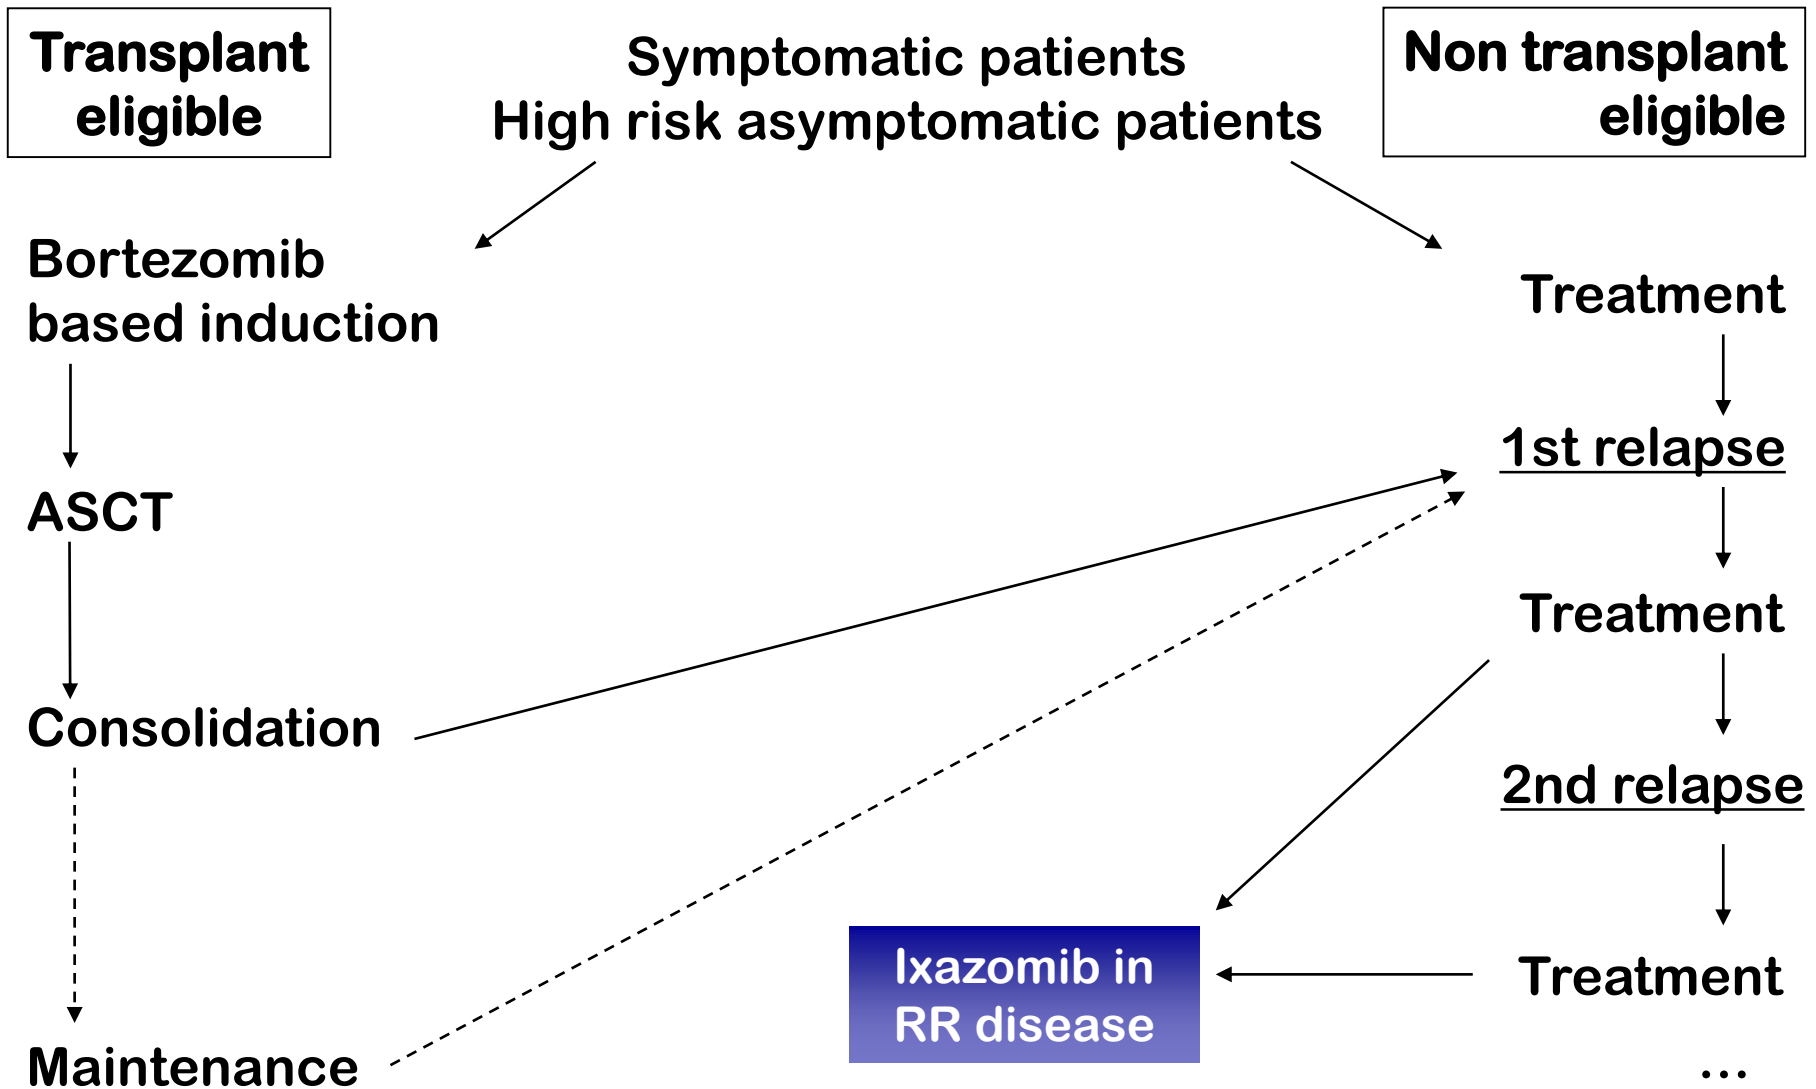 Transplant
eligible
Symptomatic patients
High risk asymptomatic patients
Non transplant
eligible
Bortezomib
based induction
ASCT
Consolidation
Maintenance
Treatment
1st relapse
Treatment
2nd relapse
Treatment
...
Ixazomib in
RR disease